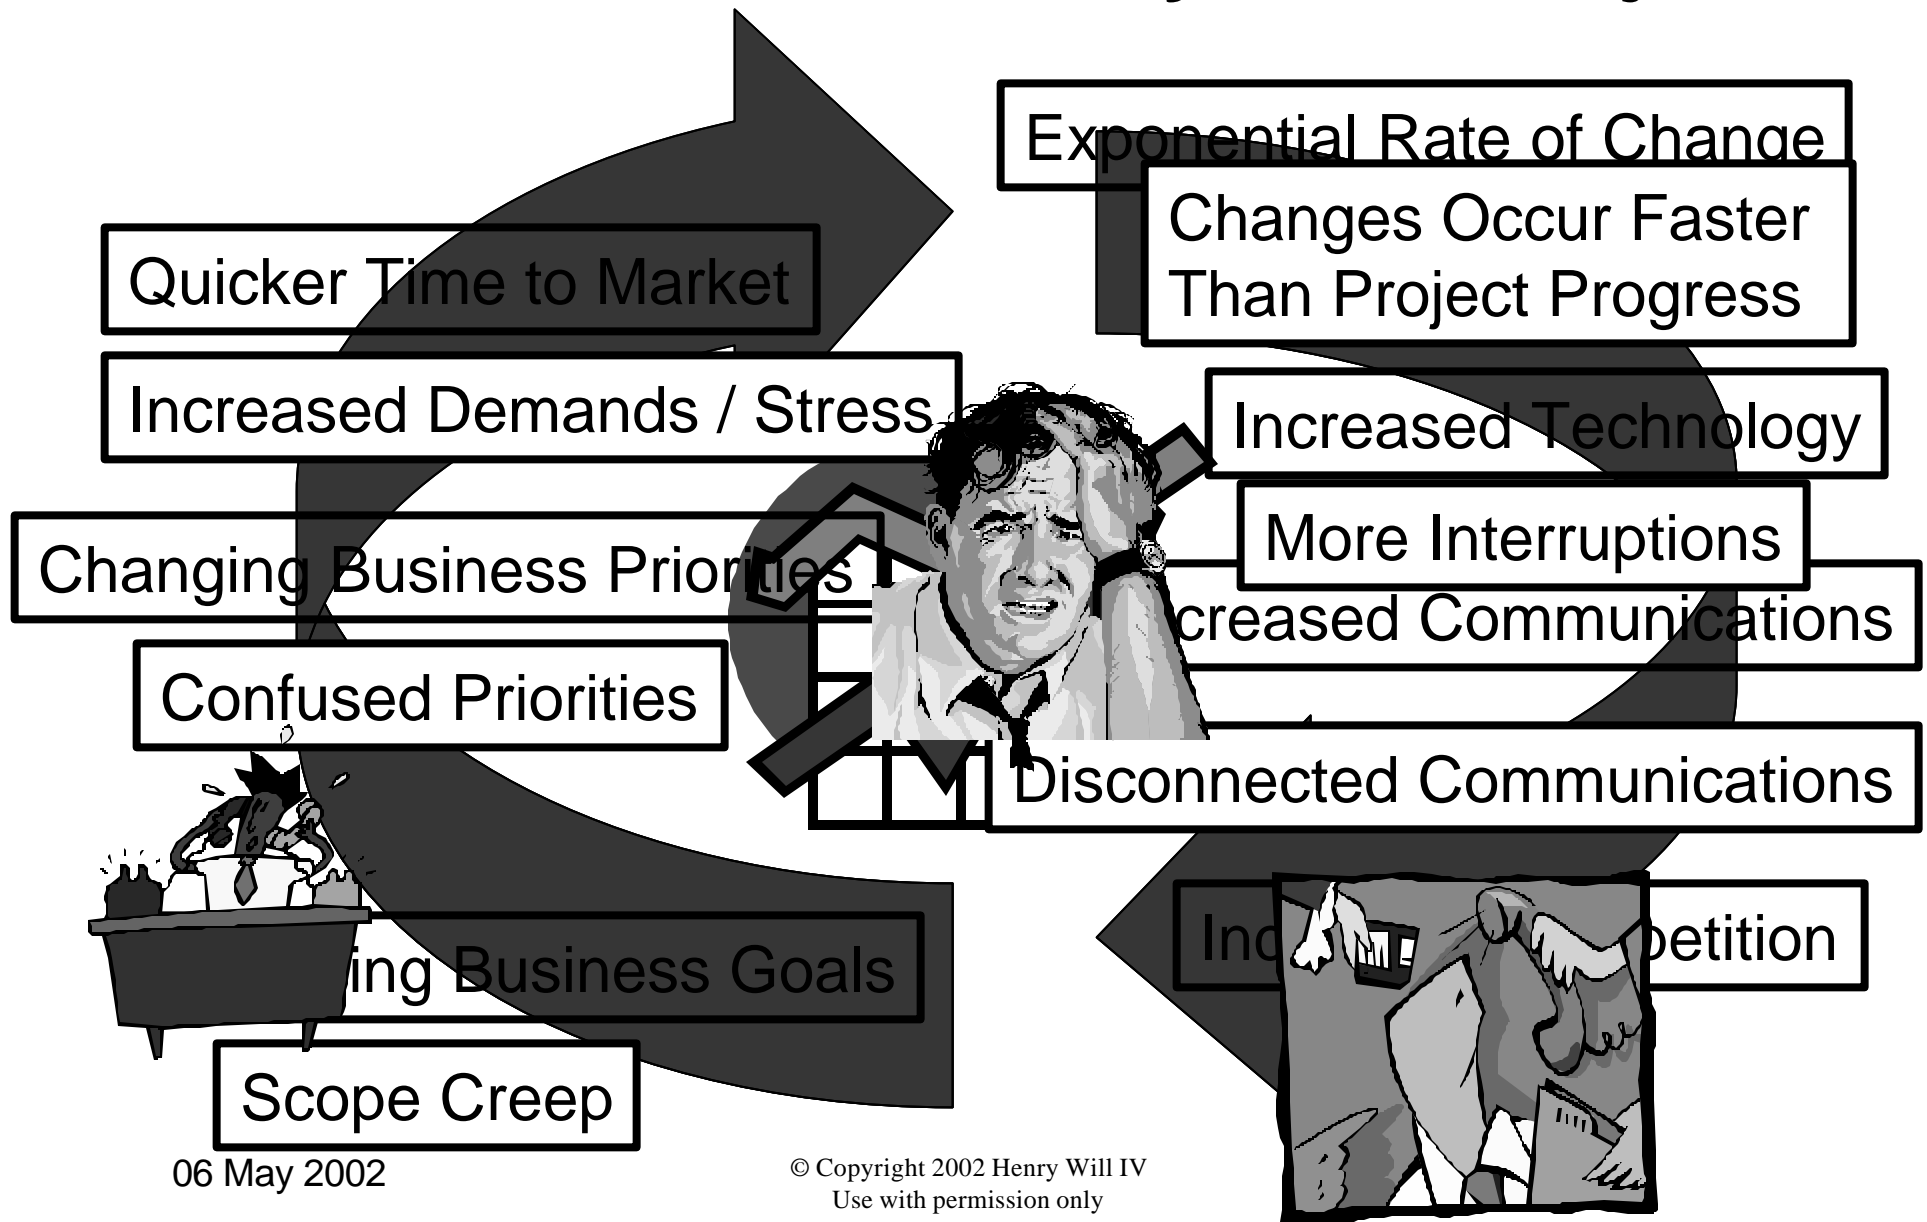 Exponential Rate of Change
Changes Occur Faster
Than Project Progress
Quicker Time to Market
Increased Demands / Stress
Increased Technology
More Interruptions
Changing Business Priorities
creased Communications
Confused Priorities
Disconnected Communications
Inc petition
ing Business Goals
Scope Creep
06 May 2002
© Copyright 2002 Henry Will IV
Use with permission only